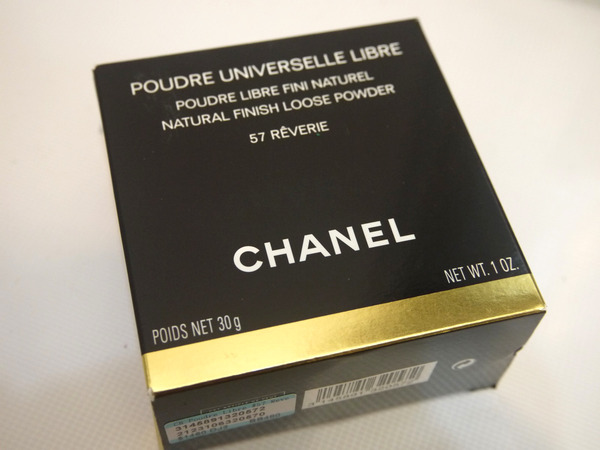 POUDRE UNIVERSELLE LIBRE
POUDRE LIBRE FINI NATUREL
NATURAL FINISH LOOSE POWDER
57 RÊVERIE
CHANEL
POIDS NET 30g
NET WT. 1 OZ.